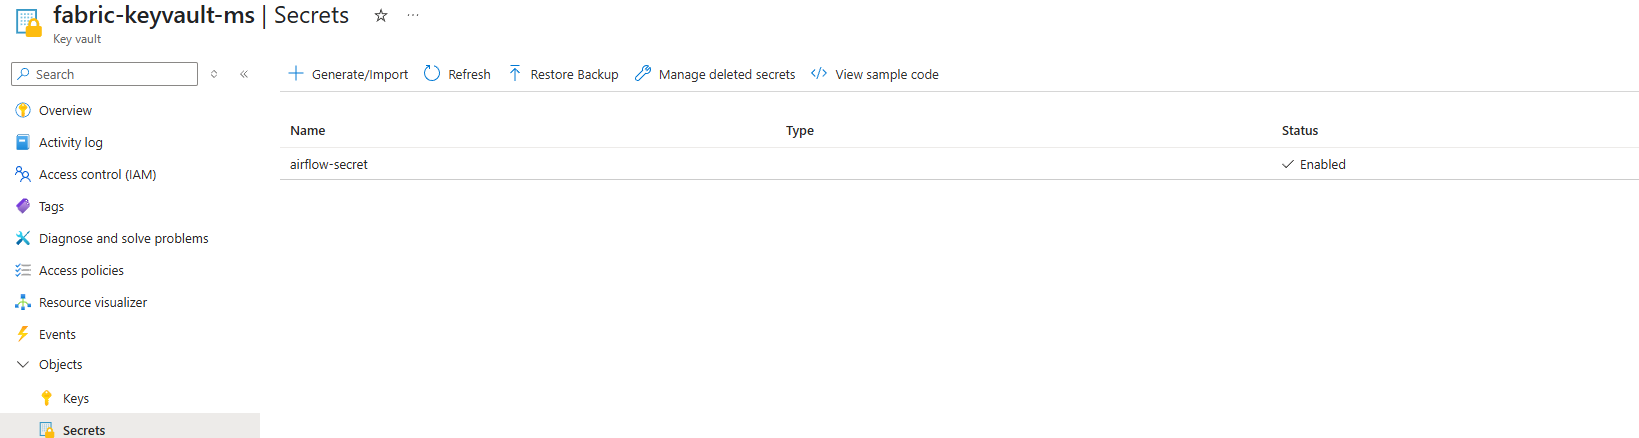 fabric-keyvault-ms | Secrets
Key vault
Search
Generate/Import Refresh Restore Backup Manage deleted secrets View sample code
Overview
Activity log
Access control (IAM)
Tags
Diagnose and solve problems
Access policies
Resource visualizer
Events
Objects
Keys
Secrets
Name Type Status
airflow-secret Enabled